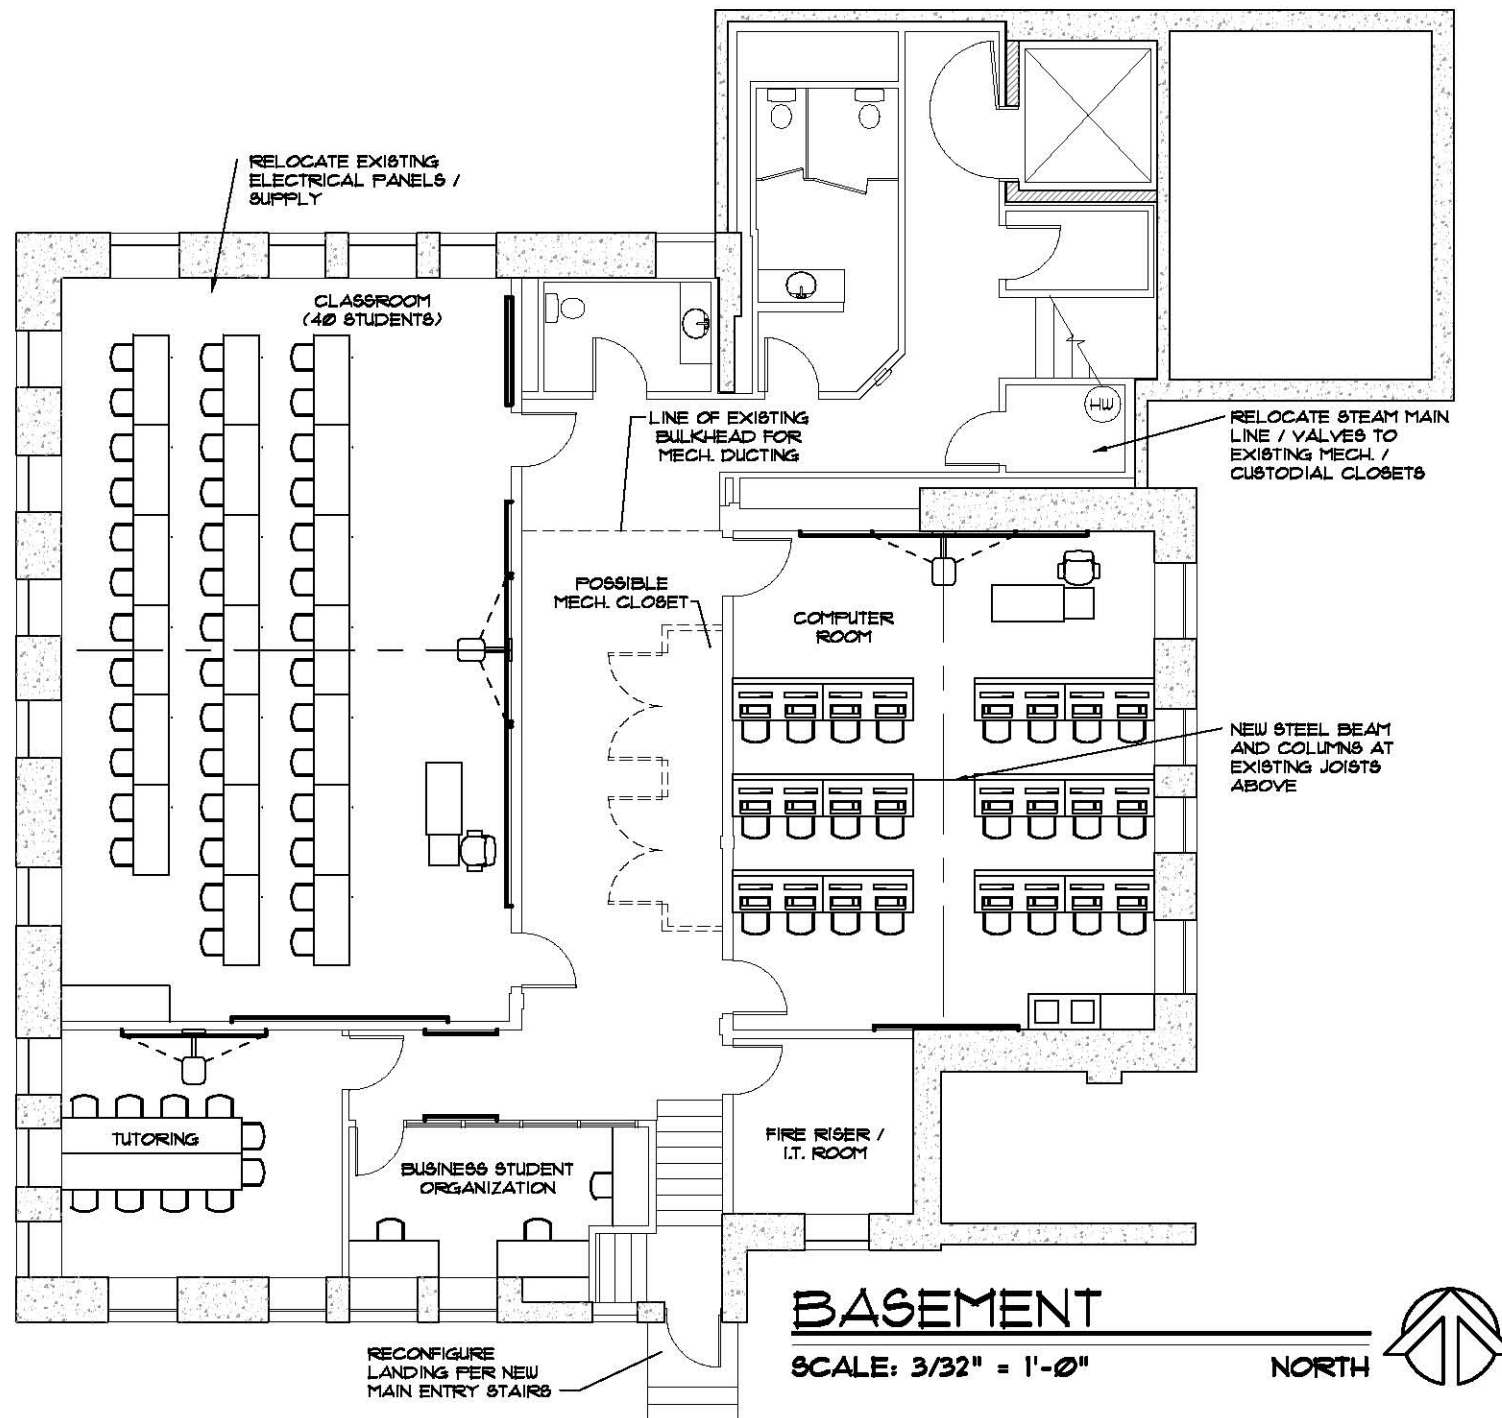 RELOCATE EXISTING
ELECTRICAL PANELS /
SUPPLY
CLASSROOM
(40 STUDENTS)
LINE OF EXISTING
BULKHEAD FOR
MECH. DUCTING
HW
RELOCATE STEAM MAIN
LINE / VALVES TO
EXISTING MECH. /
CUSTODIAL CLOSETS
POSSIBLE
MECH. CLOSET
COMPUTER
ROOM
NEW STEEL BEAM
AND COLUMNS AT
EXISTING JOISTS
ABOVE
TUTORING
BUSINESS STUDENT
ORGANIZATION
FIRE RISER /
I.T. ROOM
RECONFIGURE
LANDING PER NEW
MAIN ENTRY STAIRS
BASEMENT
SCALE: 3/32" = 1'-0"
NORTH